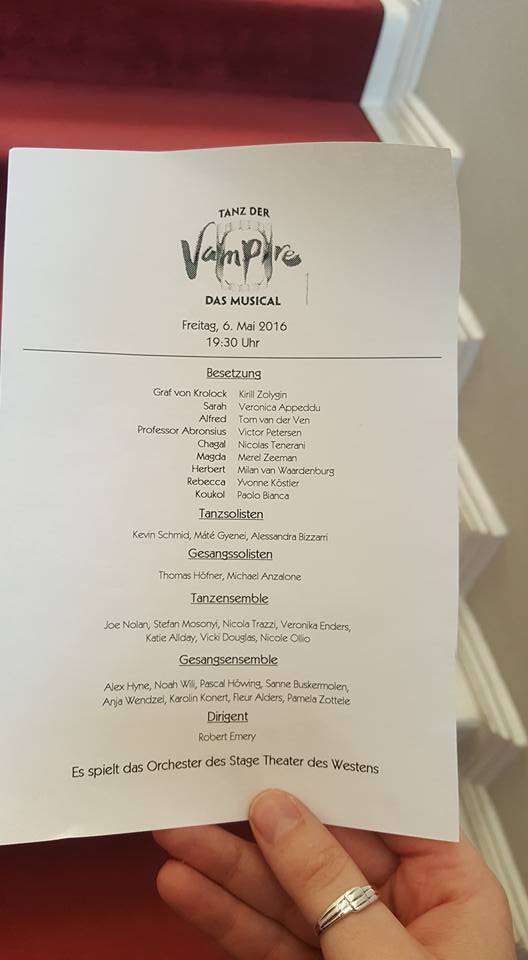 TANZ DER
Vampire
DAS MUSICAL
Freitag, 6. Mai 2016
19:30 Uhr
Besetzung
Graf von Krolock Kirill Zolygin
Sarah Veronica Appeddu
Alfred Tom van der Ven
Professor Abronsius Victor Petersen
Chagal Nicolas Tenerani
Magda Merel Zeeman
Herbert Milan van Waardenburg
Rebecca Yvonne Köstler
Koukol Paolo Bianca
Tanzsolisten
Kevin Schmid, Máté Gyenei, Alessandra Bizzarri
Gesangssolisten
Thomas Höfner, Michael Anzalone
Tanzensemble
Joe Nolan, Stefan Mosonyi, Nicola Trazzi, Veronika Enders,
Katie Allday, Vicki Douglas, Nicole Ollio
Gesangsensemble
Alex Hyne, Noah Wili, Pascal Höwing, Sanne Buskermolen,
Anja Wendzel, Karolin Konert, Fleur Alders, Pamela Zottele
Dirigent
Robert Emery
Es spielt das Orchester des Stage Theater des Westens